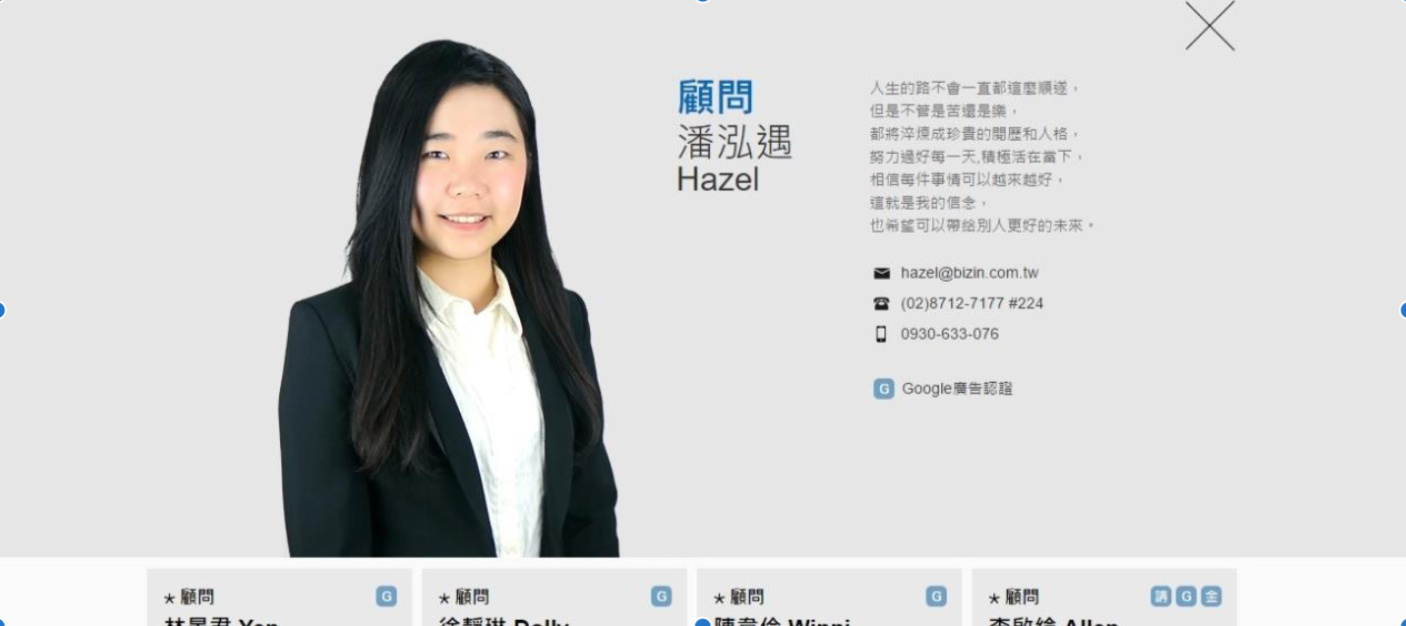 顧問
潘泓遇
Hazel
人生的路不會一直都這麼順遂，
但是不管是苦還是樂，
都將淬煉成珍貴的閱歷和人格，
努力過好每一天,積極活在當下，
相信每件事情可以越來越好，
這就是我的信念，
也希望可以帶給別人更好的未來。
hazel@bizin.com.tw
(02)8712-7177 #224
0930-633-076
G Google廣告認證
★ 顧問 G
★ 顧問 G
★ 顧問 G
★ 顧問 講 G 金
Yen
Dolly
Winni
Allen